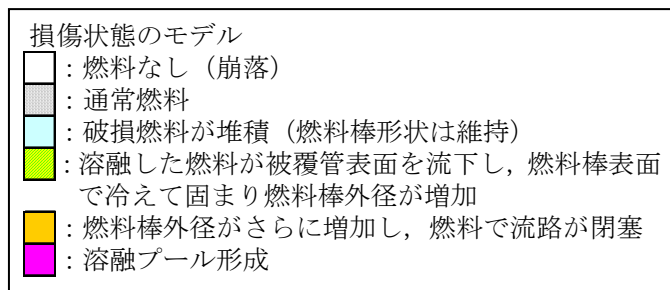 損傷状態のモデル
：燃料なし（崩落）
：通常燃料
：破損燃料が堆積（燃料棒形状は維持）
：溶融した燃料が被覆管表面を流下し，燃料棒表面
で冷えて固まり燃料棒外径が増加
：燃料棒外径がさらに増加し，燃料で流路が閉塞
：溶融プール形成